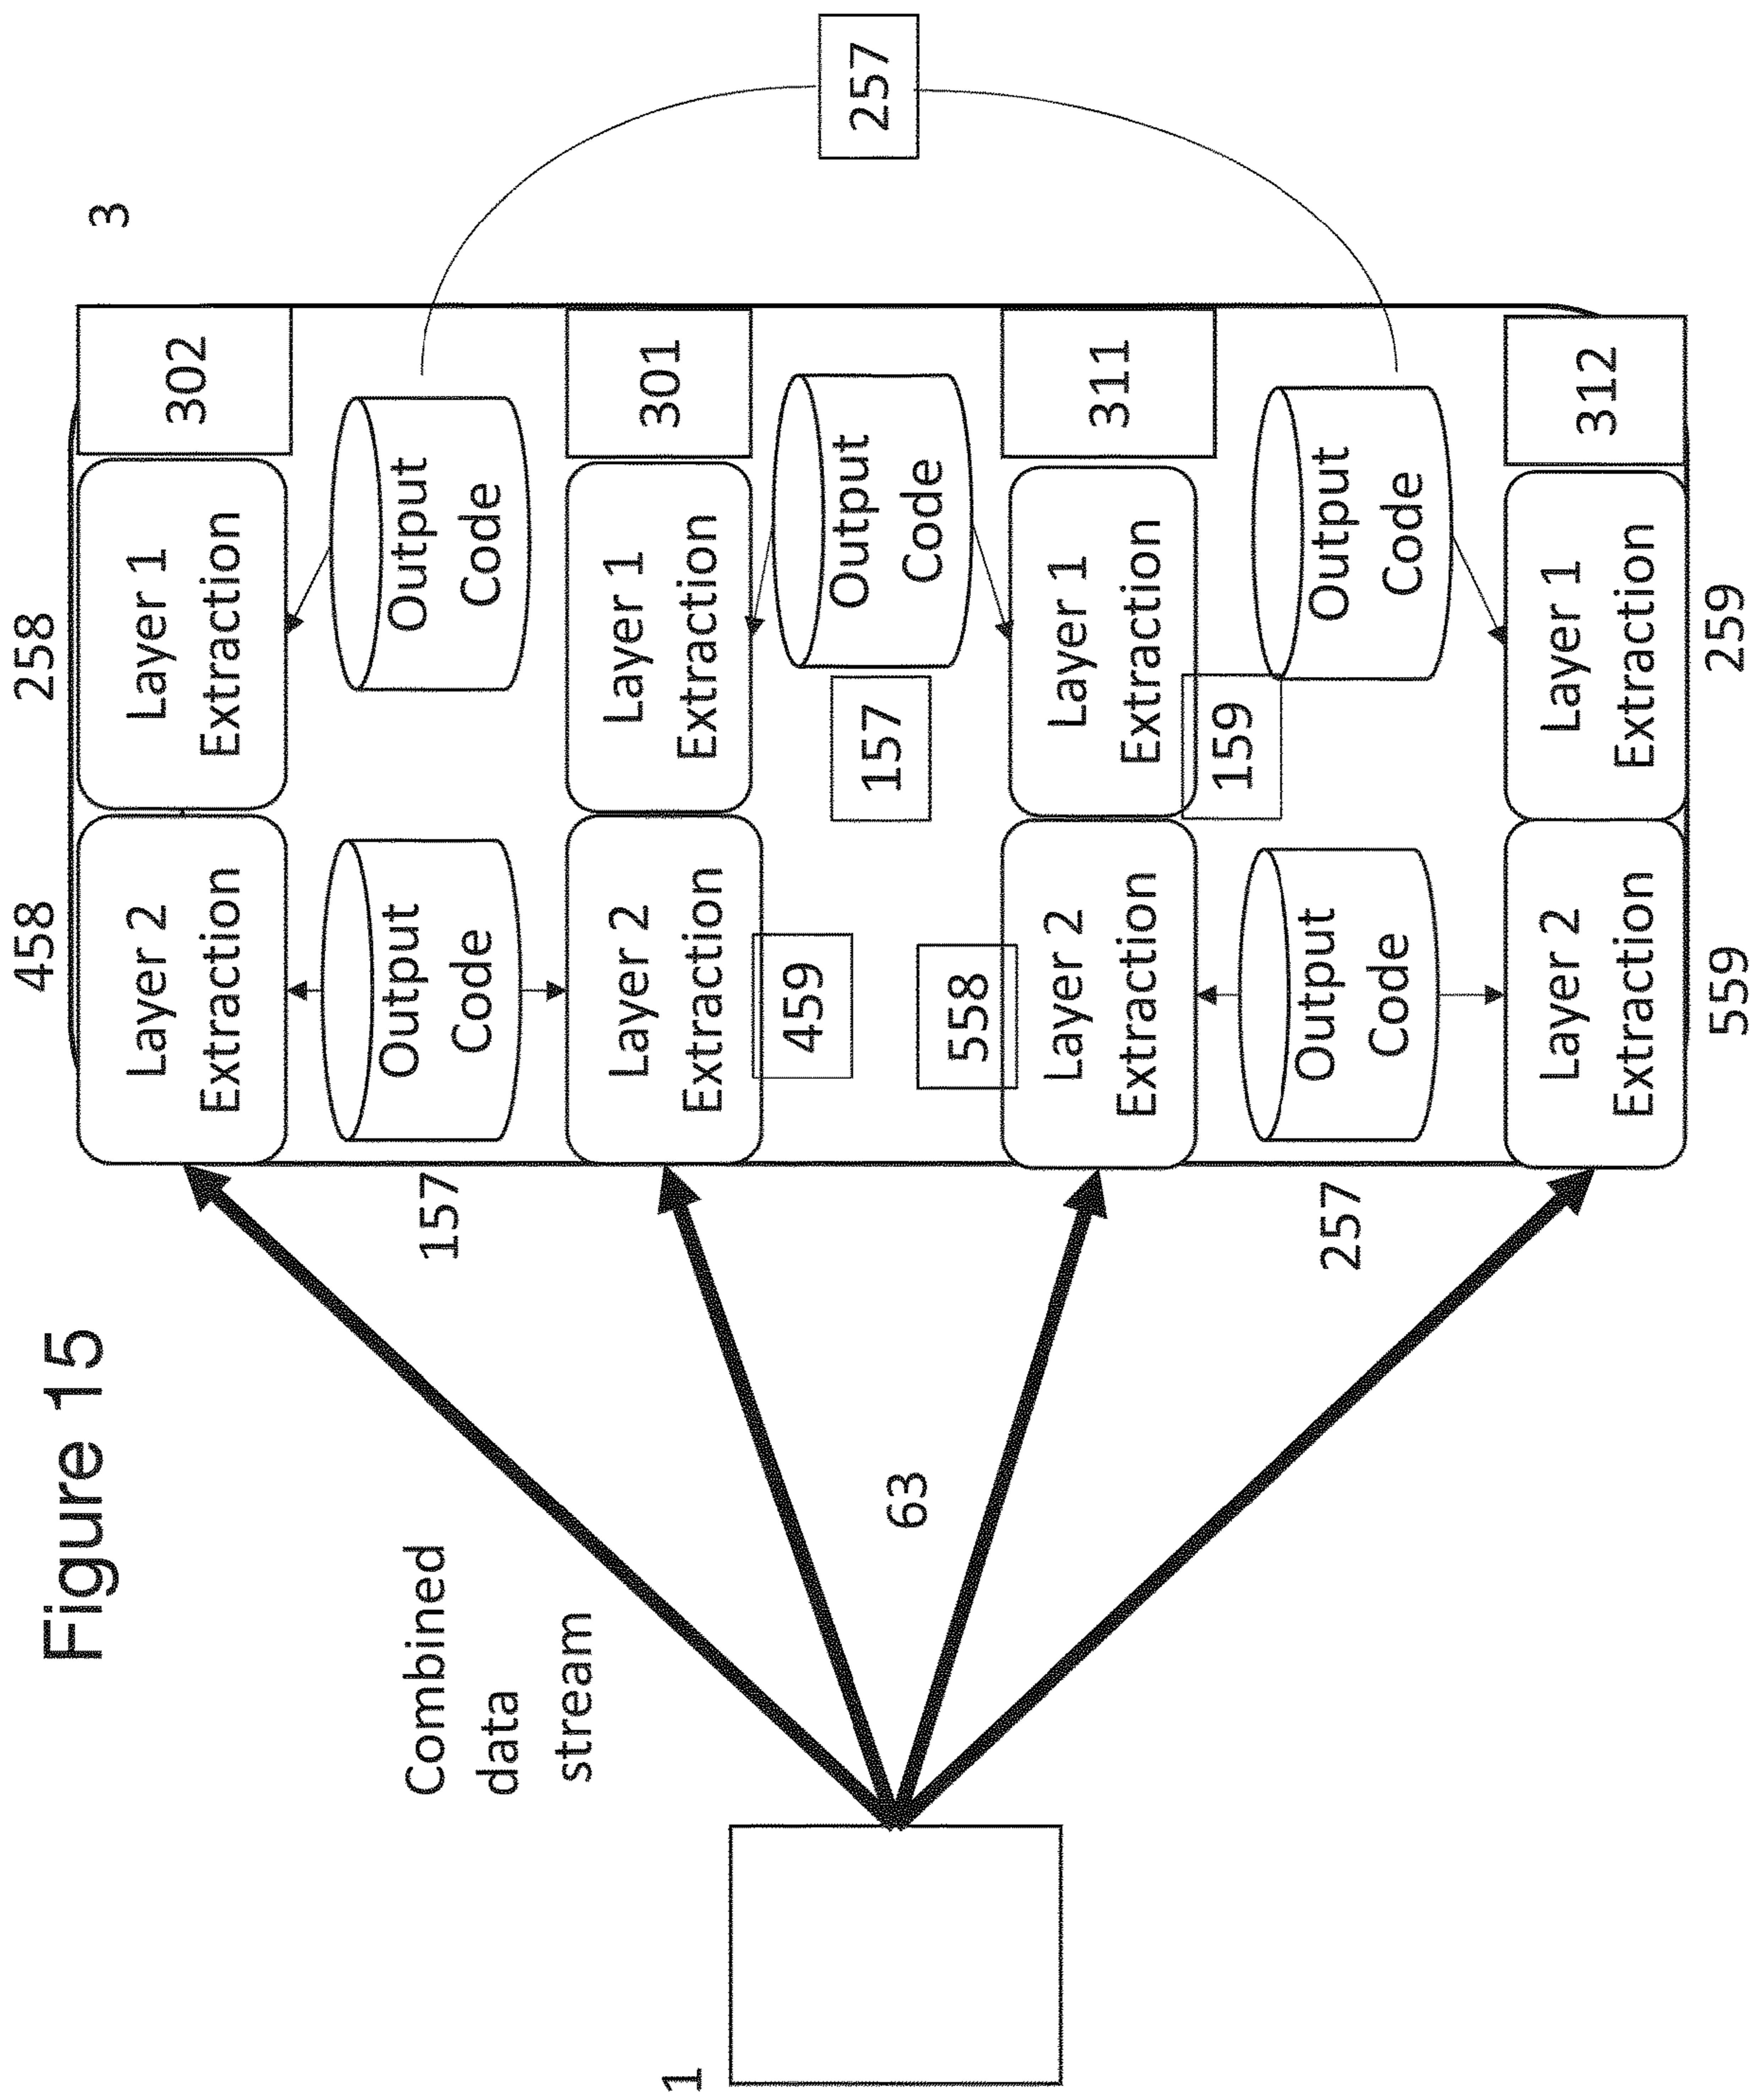 Figure 15
3
458
258
Layer 2
Extraction
Layer 1
Extraction
302
Combined
data
stream
157
Output
Code
Output
Code
Layer 2
Extraction
Layer 1
Extraction
301
1
459
157
Output
Code
257
63
558
Layer 2
Extraction
Layer 1
Extraction
311
159
257
Output
Code
Output
Code
Layer 2
Extraction
Layer 1
Extraction
312
559
259